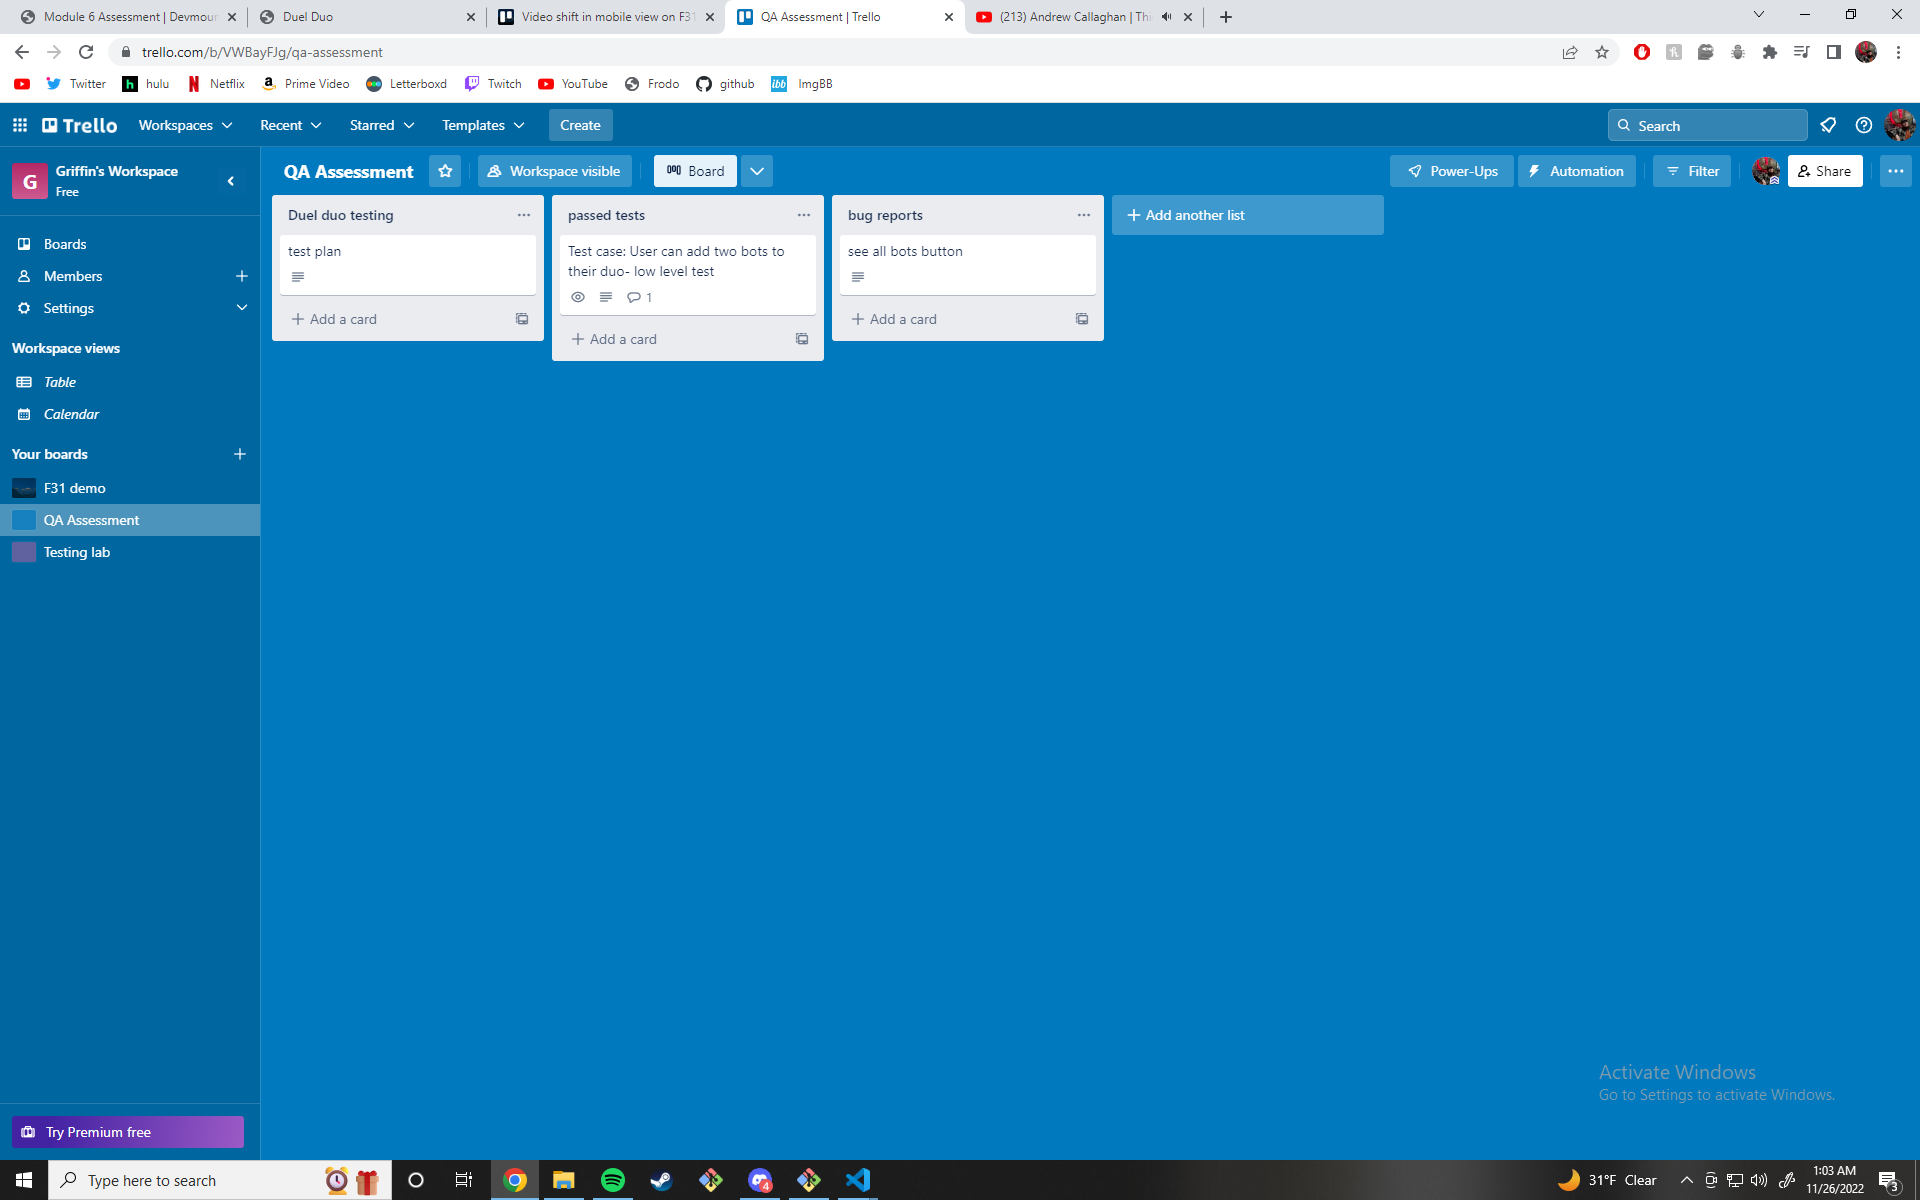 Module 6 Assessment | Devmoun
Duel Duo
Video shift in mobile view on F31
QA Assessment | Trello
(213) Andrew Callaghan | Thi
trello.com/b/VWBayFJg/qa-assessment
Twitter
hulu
Netflix
Prime Video
Letterboxd
Twitch
YouTube
Frodo
github
ibb ImgBB
Trello
Workspaces
Recent
Starred
Templates
Create
Search
G
Griffin's Workspace
Free
QA Assessment
Workspace visible
Board
Power-Ups
Automation
Filter
Share
Boards
Members
Settings
Workspace views
Table
Calendar
Your boards
F31 demo
QA Assessment
Testing lab
Duel duo testing
test plan
+ Add a card
passed tests
Test case: User can add two bots to
their duo- low level test
1
+ Add a card
bug reports
see all bots button
+ Add a card
+ Add another list
Activate Windows
Go to Settings to activate Windows.
Try Premium free
Type here to search
4
31°F Clear
1:03 AM
11/26/2022
3